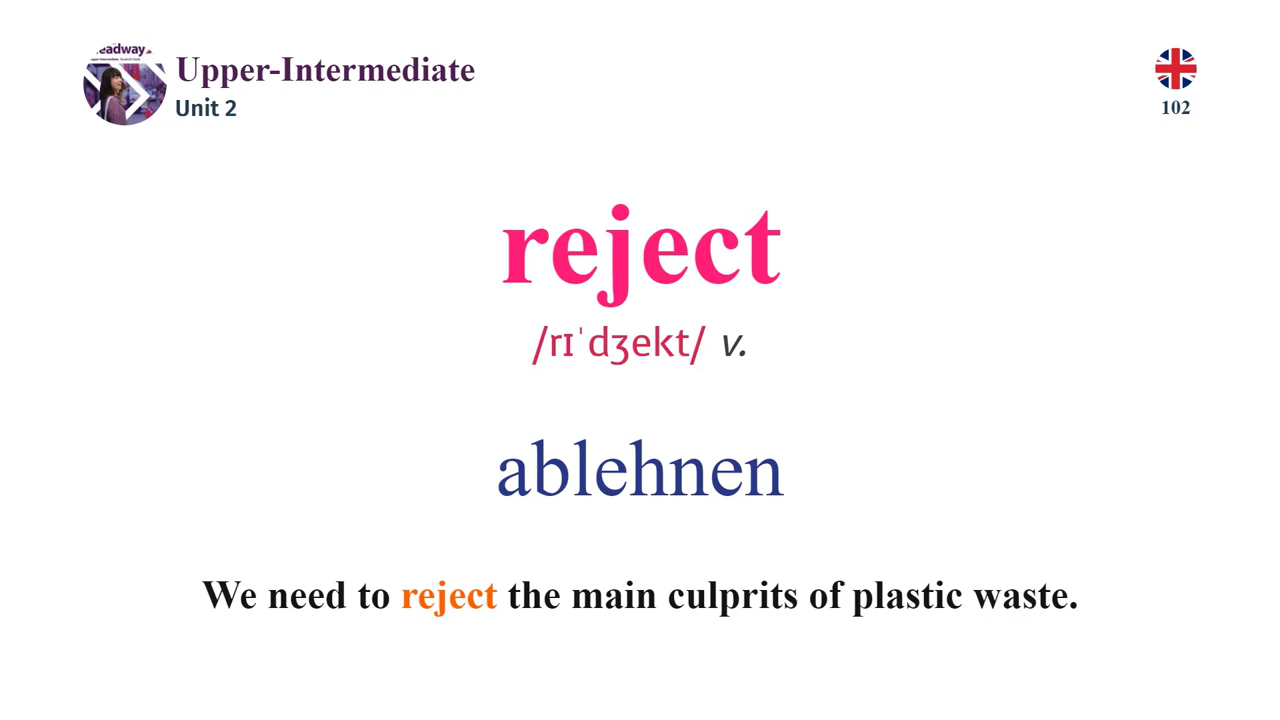 eadway
Upper-Intermediate
Unit 2
102
reject
/rɪˈdʒekt/ v.
ablehnen
We need to reject the main culprits of plastic waste.